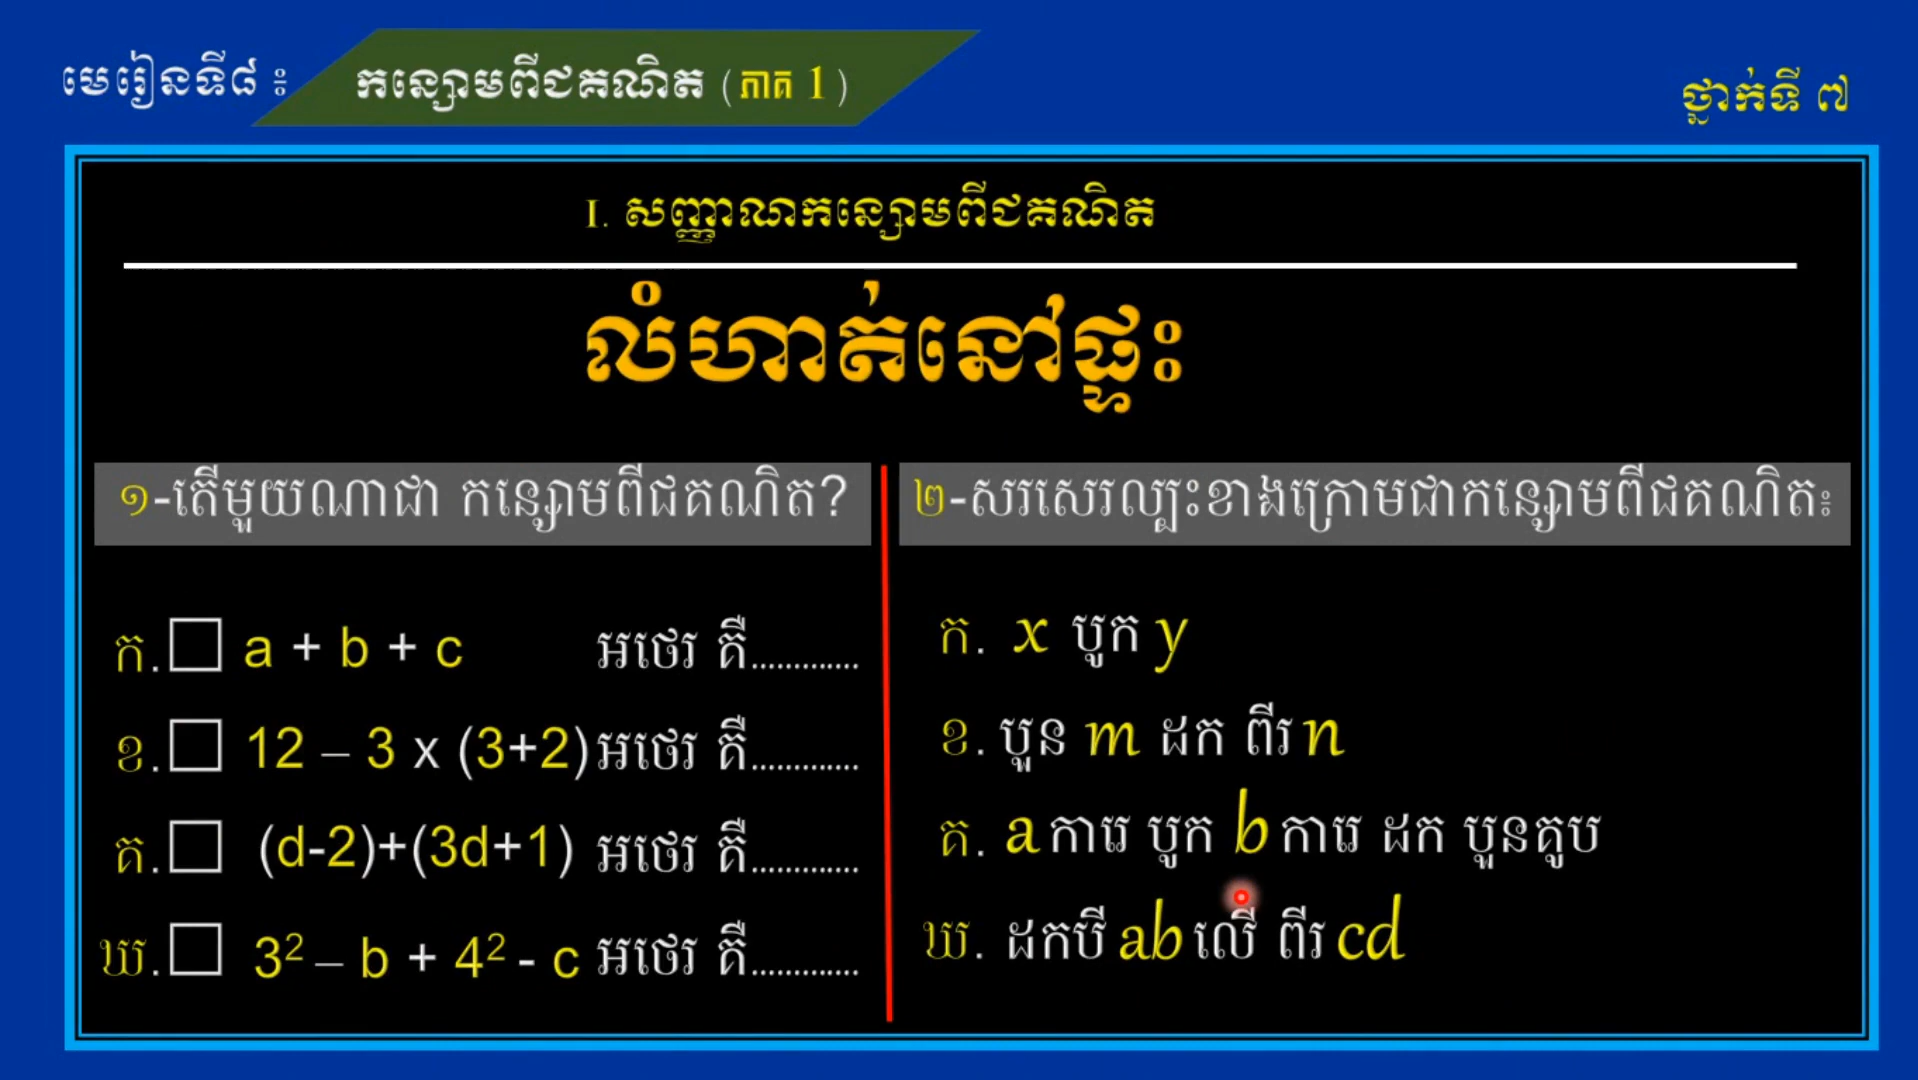 មេរៀនទី៨ ៖ កន្សោមពីជគណិត (ភាគ 1)
ថ្នាក់ទី ៧
I. សញ្ញាណកន្សោមពីជគណិត
លំហាត់នៅផ្ទះ
១-តើមួយណាជា កន្សោមពីជគណិត?
ក. a + b + c អថេរ គឺ.............
ខ. 12 – 3 x (3+2) អថេរ គឺ.............
គ. (d-2)+(3d+1) អថេរ គឺ.............
ឃ. 3² – b + 4² - c អថេរ គឺ.............
២-សរសេរល្បះខាងក្រោមជាកន្សោមពីជគណិត៖
ក. x បូក y
ខ. បួន m ដក ពីរ n
គ. a ការេ បូក b ការេ ដក បួនគូប
ឃ. ដកបី ab លើ ពីរ cd